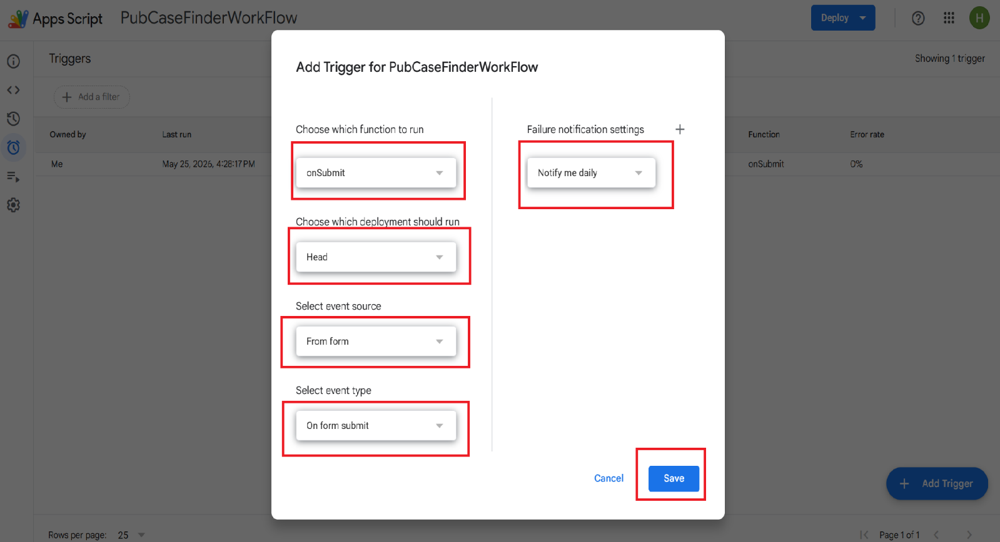 Apps Script PubCaseFinderWorkFlow Deploy H
Triggers Showing 1 trigger
Add a filter
Owned by Last run Function Error rate
Me May 25, 2026, 4:28:17 PM onSubmit 0%
Add Trigger for PubCaseFinderWorkFlow
Choose which function to run
onSubmit
Choose which deployment should run
Head
Select event source
From form
Select event type
On form submit
Failure notification settings
Notify me daily
Cancel Save
Add Trigger
Rows per page: 25 Page 1 of 1